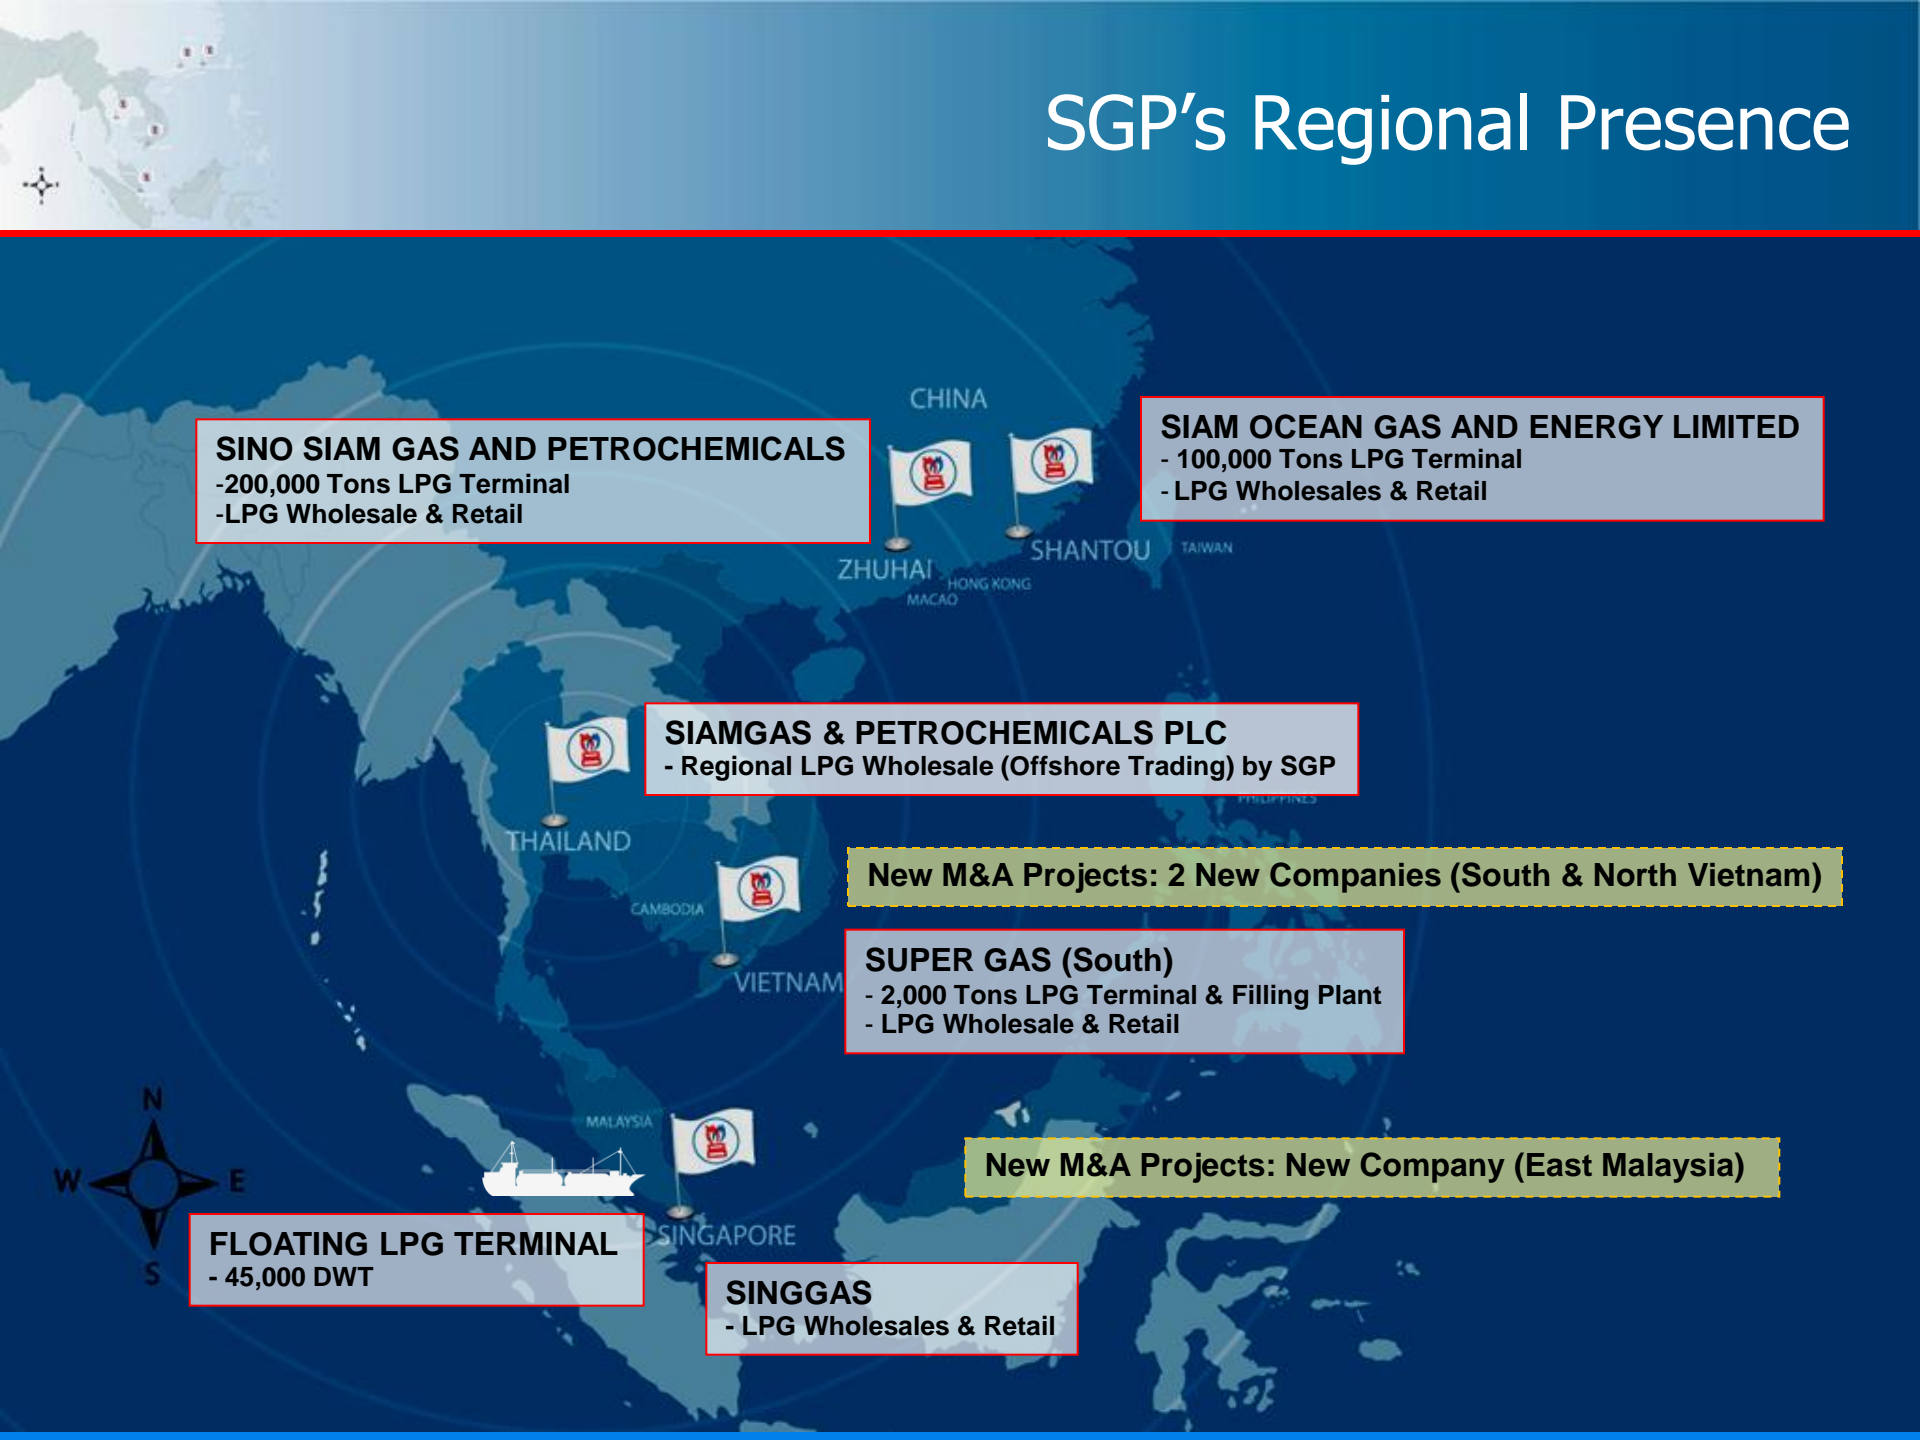 SGP’s Regional Presence
CHINA
SINO SIAM GAS AND PETROCHEMICALS
-200,000 Tons LPG Terminal
-LPG Wholesale & Retail
SIAM OCEAN GAS AND ENERGY LIMITED
- 100,000 Tons LPG Terminal
- LPG Wholesales & Retail
ZHUHAI
SHANTOU
TAIWAN
HONG KONG
MACAO
SIAMGAS & PETROCHEMICALS PLC
- Regional LPG Wholesale (Offshore Trading) by SGP
PHILIPPINES
THAILAND
New M&A Projects: 2 New Companies (South & North Vietnam)
CAMBODIA
VIETNAM
SUPER GAS (South)
- 2,000 Tons LPG Terminal & Filling Plant
- LPG Wholesale & Retail
N
W
E
S
MALAYSIA
New M&A Projects: New Company (East Malaysia)
FLOATING LPG TERMINAL
- 45,000 DWT
SINGAPORE
SINGGAS
- LPG Wholesales & Retail